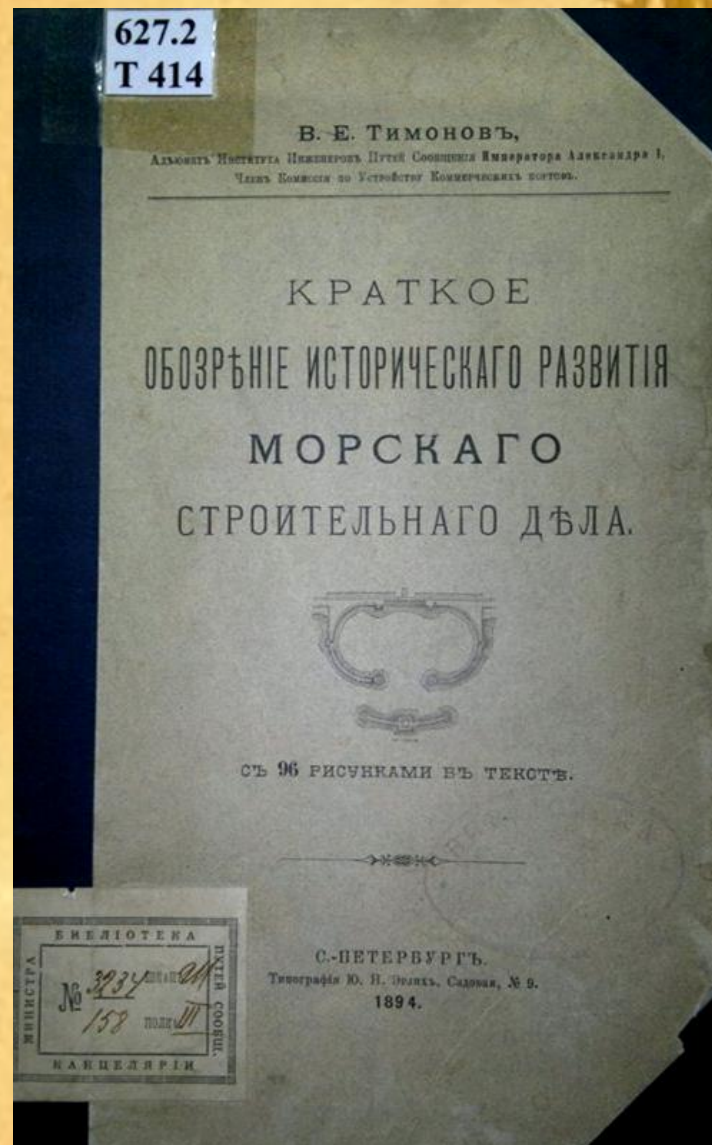 627.2
Т 414
В. Е. Тимоновъ,
Адъюнктъ Института Инженеровъ Путей Сообщенія Императора Александра I,
Членъ Комиссіи по Устройству Коммерческихъ портовъ.
КРАТКОЕ
ОБОЗРѢНІЕ ИСТОРИЧЕСКАГО РАЗВИТІЯ
МОРСКАГО
СТРОИТЕЛЬНАГО ДѢЛА.
СЪ 96 РИСУНКАМИ ВЪ ТЕКСТѢ.
С.-ПЕТЕРБУРГЪ.
Типографія Ю. Н. Эрлихъ, Садовая, № 9.
1894.
БИБЛІОТЕКА
МИНИСТРА
ПУТЕЙ СООБЩ.
КАНЦЕЛЯРІИ
№ 3234
158 ПОЛКА III